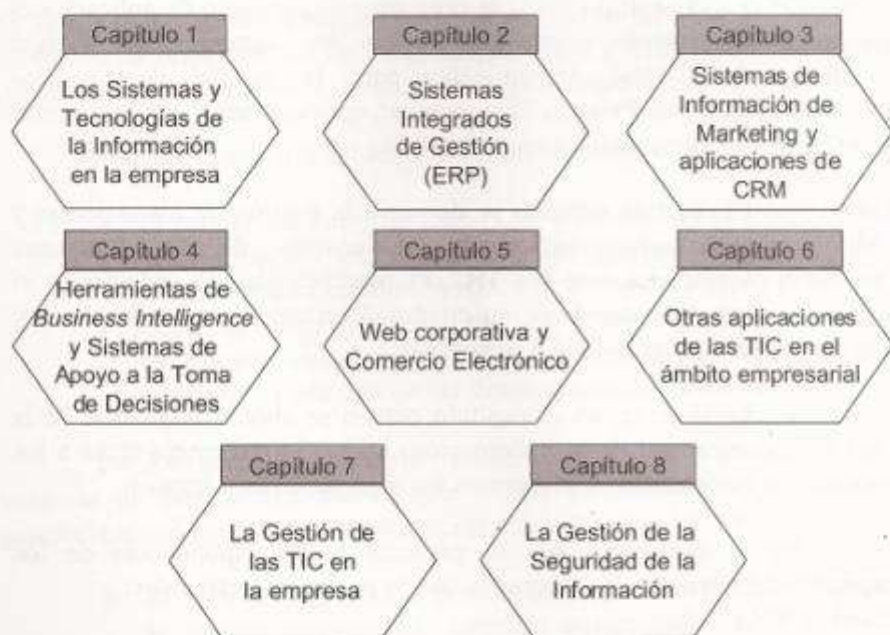 Capítulo 1
Los Sistemas y
Tecnologías de
la Información
en la empresa
Capítulo 2
Sistemas
Integrados
de Gestión
(ERP)
Capítulo 3
Sistemas de
Información de
Marketing y
aplicaciones de
CRM
Capítulo 4
Herramientas de
Business Intelligence
y Sistemas de
Apoyo a la Toma
de Decisiones
Capítulo 5
Web corporativa y
Comercio Electrónico
Capítulo 6
Otras aplicaciones
de las TIC en el
ámbito empresarial
Capítulo 7
La Gestión de
las TIC en
la empresa
Capítulo 8
La Gestión de la
Seguridad de la
Información